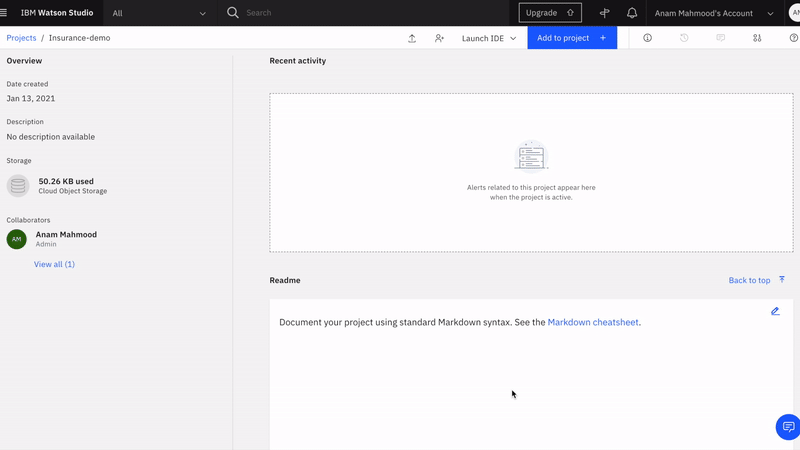 IBM Watson Studio
All
Search
Upgrade
Anam Mahmood's Account
Projects / Insurance-demo
Launch IDE
Add to project +
Overview
Date created
Jan 13, 2021
Description
No description available
Storage
50.26 KB used
Cloud Object Storage
Collaborators
AM
Anam Mahmood
Admin
View all (1)
Recent activity
Alerts related to this project appear here
when the project is active.
Readme
Back to top
Document your project using standard Markdown syntax. See the Markdown cheatsheet.